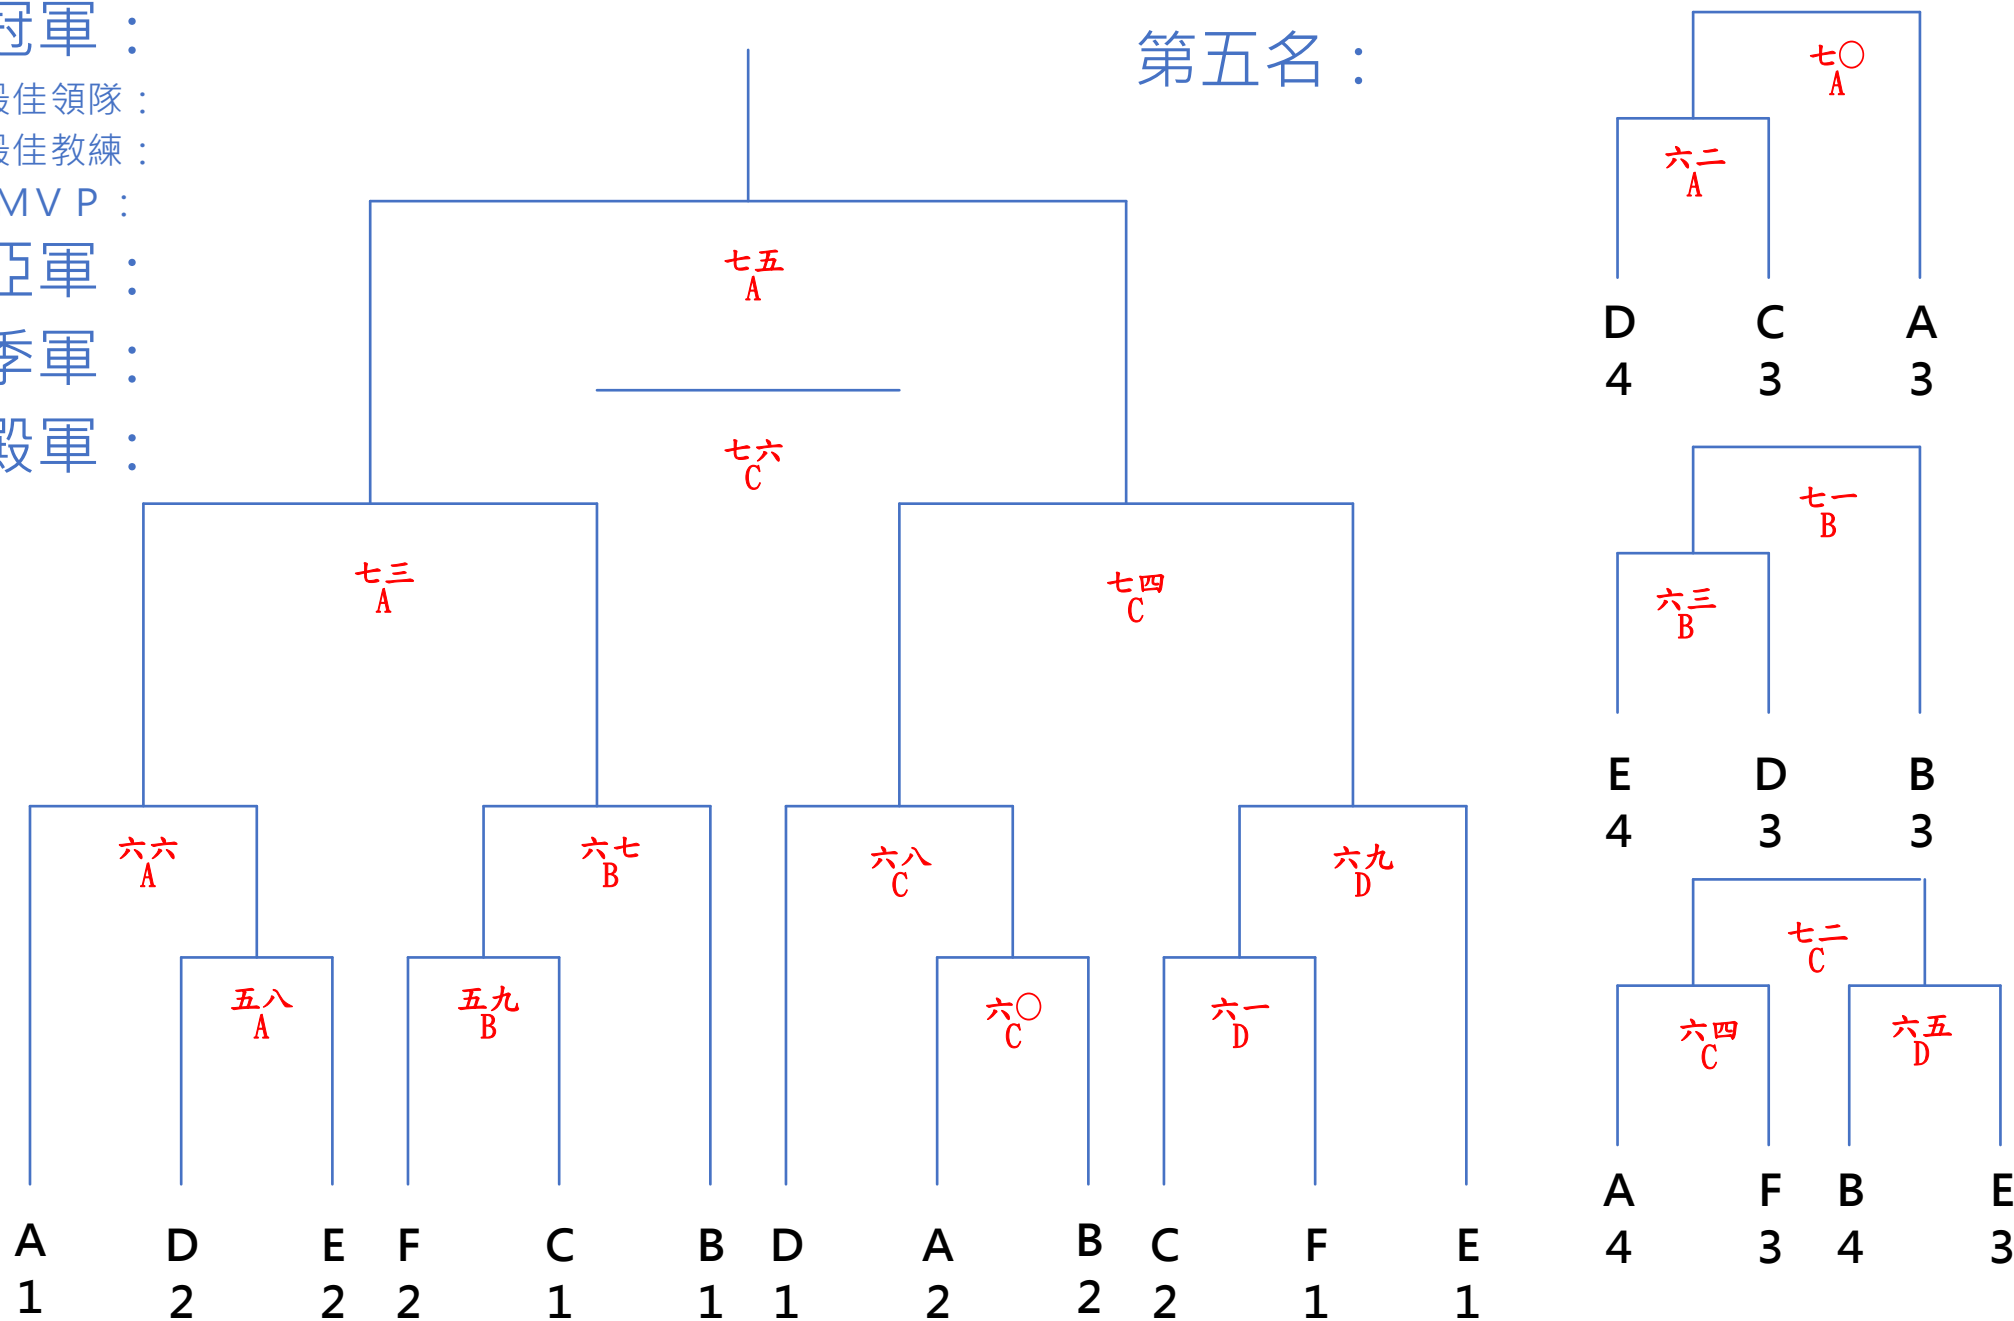 冠軍：
最佳領隊：
最佳教練：
MVP：
亞軍：
季軍：
殿軍：
第五名：
七五
A
七六
C
七三
A
七四
C
六六
A
六七
B
六八
C
六九
D
五八
A
五九
B
六〇
C
六一
D
A D E F C B D A B C F E
1 2 2 2 1 1 1 2 2 2 1 1
七〇
A
六二
A
D C A
4 3 3
七一
B
六三
B
E D B
4 3 3
七二
C
六四
C
六五
D
A F B E
4 3 4 3